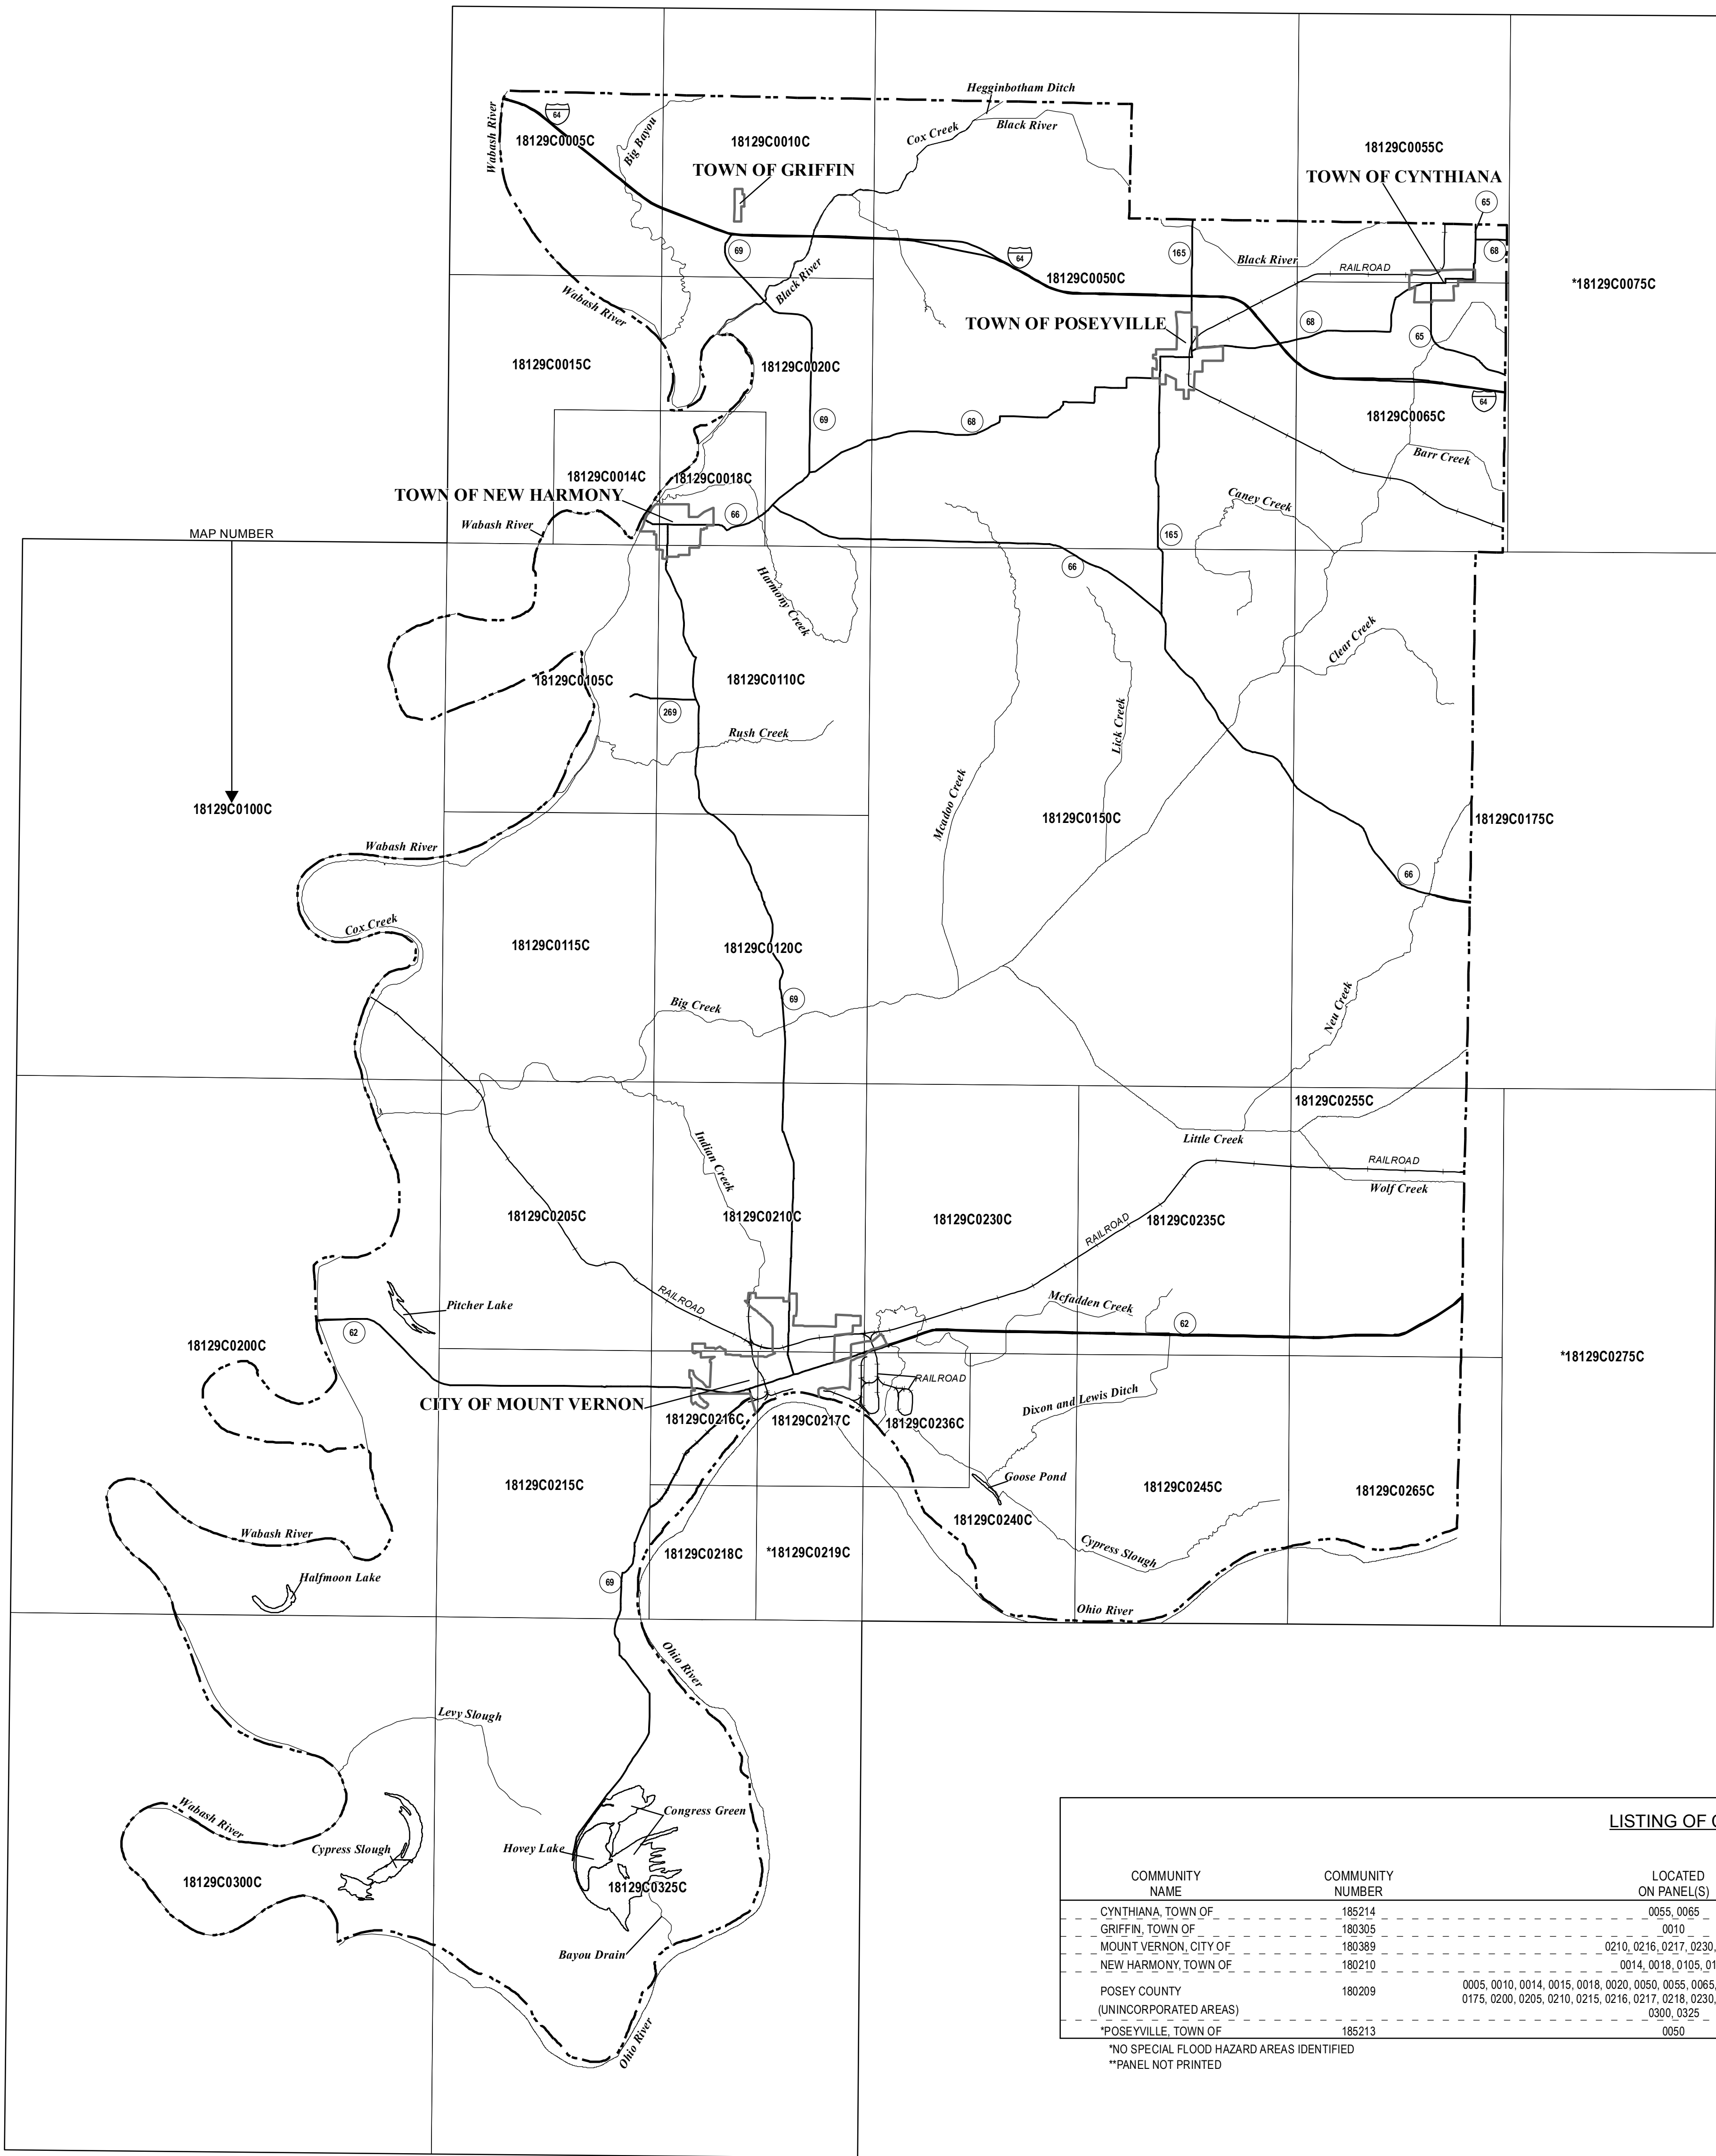 Hegginbotham Ditch
Wabash River
64
18129C0005C
Big Bayou
18129C0010C
Cox Creek
Black River
18129C0055C
TOWN OF GRIFFIN
TOWN OF CYNTHIANA
65
69
64
165
Black River
68
RAILROAD
18129C0050C
*18129C0075C
Black River
Wabash River
TOWN OF POSEYVILLE
68
65
18129C0015C
18129C0020C
64
18129C0065C
69
68
Barr Creek
18129C0014C
18129C0018C
TOWN OF NEW HARMONY
66
Caney Creek
Wabash River
MAP NUMBER
165
66
Harmony Creek
Clear Creek
18129C0105C
18129C0110C
269
Rush Creek
Lick Creek
Mcadoo Creek
18129C0100C
18129C0150C
18129C0175C
Wabash River
66
Cox Creek
18129C0115C
18129C0120C
69
Big Creek
Neu Creek
18129C0255C
Little Creek
Indian Creek
RAILROAD
Wolf Creek
18129C0205C
18129C0210C
18129C0230C
18129C0235C
RAILROAD
Pitcher Lake
RAILROAD
Mcfadden Creek
62
62
18129C0200C
*18129C0275C
RAILROAD
CITY OF MOUNT VERNON
Dixon and Lewis Ditch
18129C0216C
18129C0217C
18129C0236C
Goose Pond
18129C0215C
18129C0245C
18129C0265C
18129C0240C
Wabash River
Cypress Slough
18129C0218C
*18129C0219C
Halfmoon Lake
69
Ohio River
Ohio River
Levy Slough
Wabash River
Congress Green
Cypress Slough
Hovey Lake
18129C0300C
18129C0325C
Bayou Drain
Ohio River
LISTING OF
COMMUNITY COMMUNITY LOCATED
NAME NUMBER ON PANEL(S)
CYNTHIANA, TOWN OF 185214 0055, 0065
GRIFFIN, TOWN OF 180305 0010
MOUNT VERNON, CITY OF 180389 0210, 0216, 0217, 0230,
NEW HARMONY, TOWN OF 180210 0014, 0018, 0105, 01
POSEY COUNTY 180209 0005, 0010, 0014, 0015, 0018, 0020, 0050, 0055, 0065,
(UNINCORPORATED AREAS) 0175, 0200, 0205, 0210, 0215, 0216, 0217, 0218, 0230,
0300, 0325
*POSEYVILLE, TOWN OF 185213 0050
*NO SPECIAL FLOOD HAZARD AREAS IDENTIFIED
**PANEL NOT PRINTED